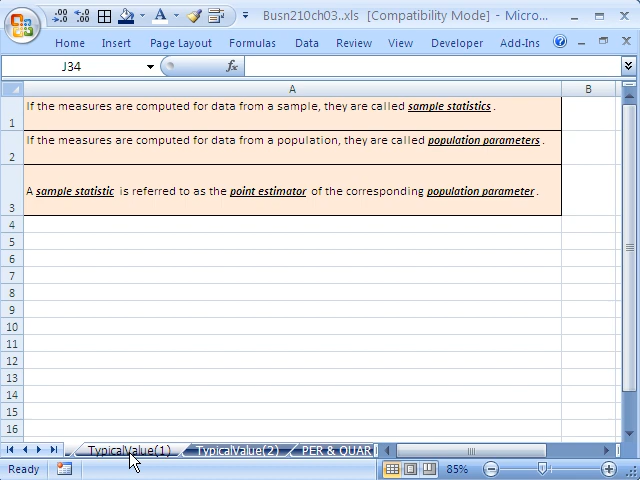 Busn210ch03..xls [Compatibility Mode] - Micro...
Home Insert Page Layout Formulas Data Review View Developer Add-Ins
J34 fx
A B
1 If the measures are computed for data from a sample, they are called sample statistics .
2 If the measures are computed for data from a population, they are called population parameters .
3 A sample statistic is referred to as the point estimator of the corresponding population parameter .
4
5
6
7
8
9
10
11
12
13
14
15
16
TypicalValue(1) TypicalValue(2) PER & QUAR
Ready 85%